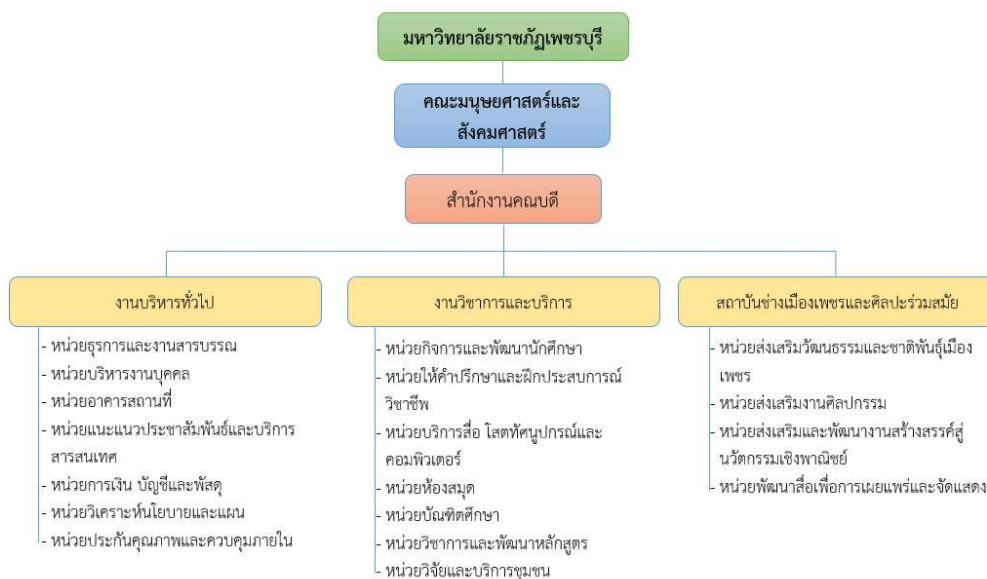 มหาวิทยาลัยราชภัฏเพชรบุรี
คณะมนุษยศาสตร์และ
สังคมศาสตร์
สำนักงานคณบดี
งานบริหารทั่วไป
- หน่วยธุรการและงานสารบรรณ
- หน่วยบริหารงานบุคคล
- หน่วยอาคารสถานที่
- หน่วยแนะแนวประชาสัมพันธ์และบริการ
สารสนเทศ
- หน่วยการเงิน บัญชีและพัสดุ
- หน่วยวิเคราะห์นโยบายและแผน
- หน่วยประกันคุณภาพและควบคุมภายใน
งานวิชาการและบริการ
- หน่วยกิจการและพัฒนานักศึกษา
- หน่วยให้คำปรึกษาและฝึกประสบการณ์
วิชาชีพ
- หน่วยบริการสื่อ โสตทัศนูปกรณ์และ
คอมพิวเตอร์
- หน่วยห้องสมุด
- หน่วยบัณฑิตศึกษา
- หน่วยวิชาการและพัฒนาหลักสูตร
- หน่วยวิจัยและบริการชุมชน
สถาบันช่างเมืองเพชรและศิลปะร่วมสมัย
- หน่วยส่งเสริมวัฒนธรรมและชาติพันธุ์เมือง
เพชร
- หน่วยส่งเสริมงานศิลปกรรม
- หน่วยส่งเสริมและพัฒนางานสร้างสรรค์สู่
นวัตกรรมเชิงพาณิชย์
- หน่วยพัฒนาสื่อเพื่อการเผยแพร่และจัดแสดง